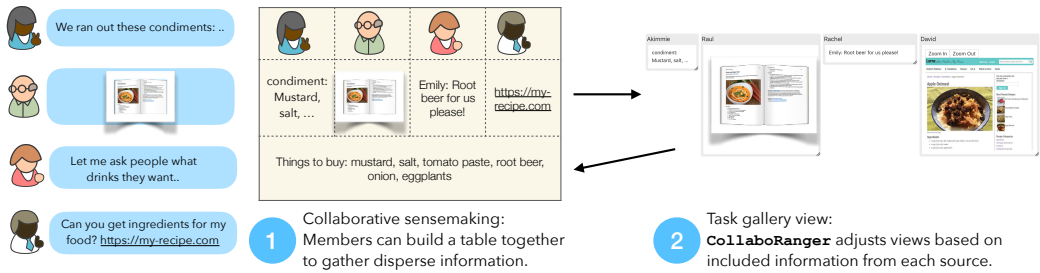 We ran out these condiments: ..
Let me ask people what
drinks they want..
Can you get ingredients for my
food? https://my-recipe.com
condiment:
Mustard,
salt, ...
Emily: Root
beer for us
please!
https://my-
recipe.com
Things to buy: mustard, salt, tomato paste, root beer,
onion, eggplants
1
Collaborative sensemaking:
Members can build a table together
to gather disperse information.
Akimmie
condiment:
Mustard, salt, ...
Raul
Rachel
Emily: Root beer for us please!
David
Zoom In Zoom Out
Apple Oatmeal
2
Task gallery view:
CollaboRanger adjusts views based on
included information from each source.